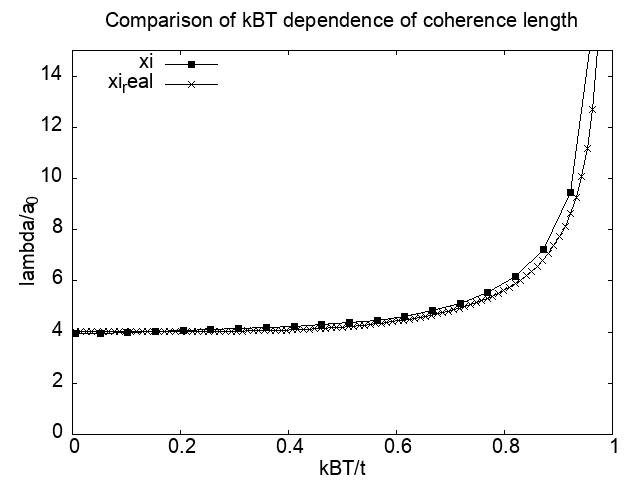 Comparison of kBT dependence of coherence length
xi
xireal
14
12
10
8
6
4
2
0
lambda/a0
0
0.2
0.4
0.6
0.8
1
kBT/t